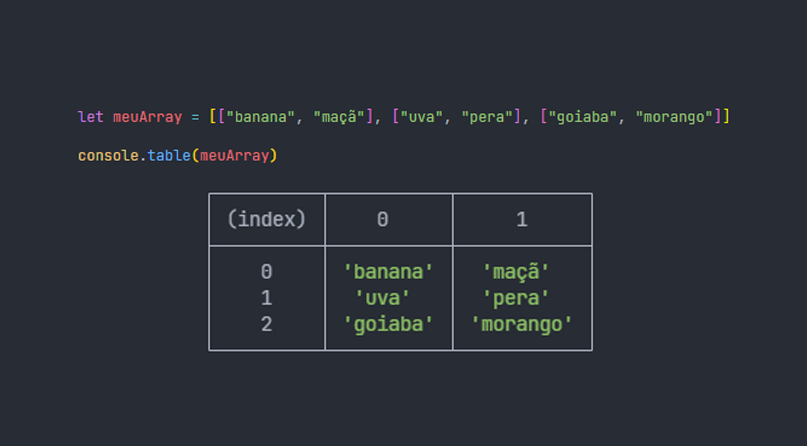 let meuArray = [["banana", "maçã"], ["uva", "pera"], ["goiaba", "morango"]]
console.table(meuArray)
(index) 0 1
0 'banana' 'maçã'
1 'uva' 'pera'
2 'goiaba' 'morango'